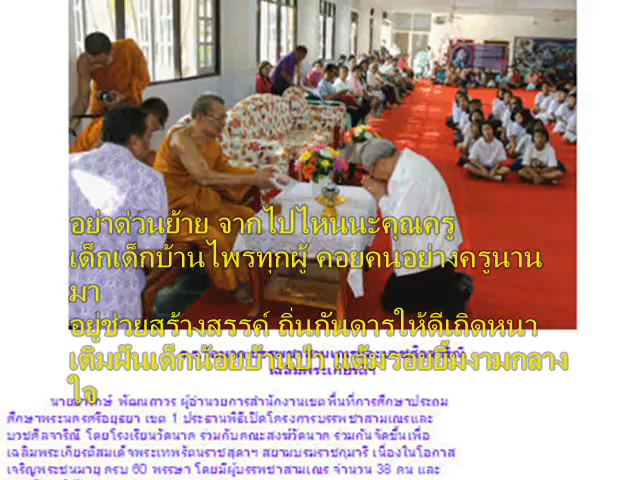 อย่าด่วนย้าย จากไปไหนนะคุณครู
เด็กเด็กบ้านไพรทุกผู้ คอยคนอย่างครูนาน
มา
อยู่ช่วยสร้างสรรค์ ถิ่นกันดารให้ดีเถิดหนา
เติมฝันเด็กน้อยบ้านป่า แต้มรอยยิ้มงามกลาง
ใจ
เฉลิมพระเกียรติฯ
พัฒณถาวร ผู้อำนวยการสำนักงานเขตพื้นที่การศึกษาประถม
ศึกษาพระนครศรีอยุธยา เขต 1 ประธานพิธีเปิดโครงการบรรพชาสามเณรและ
บวชศีลจาริณี โดยโรงเรียนวัดนาค ร่วมกับคณะสงฆ์วัดนาค ร่วมกันจัดขึ้นเพื่อ
เฉลิมพระเกียรติสมเด็จพระเทพรัตนราชสุดาฯ สยามบรมราชกุมารี เนื่องในโอกาส
เจริญพระชนมายุ ครบ 60 พรรษา โดยมีผู้บรรพชาสามเณร จำนวน 38 คน และ